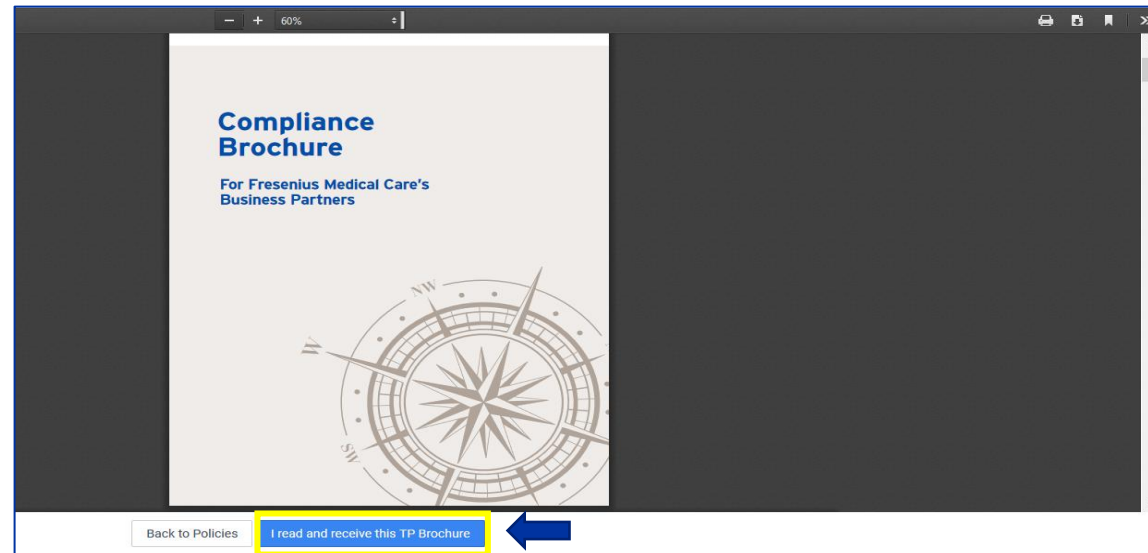 60%
Compliance
Brochure
For Fresenius Medical Care's
Business Partners
NW
W
SW
Back to Policies
I read and receive this TP Brochure